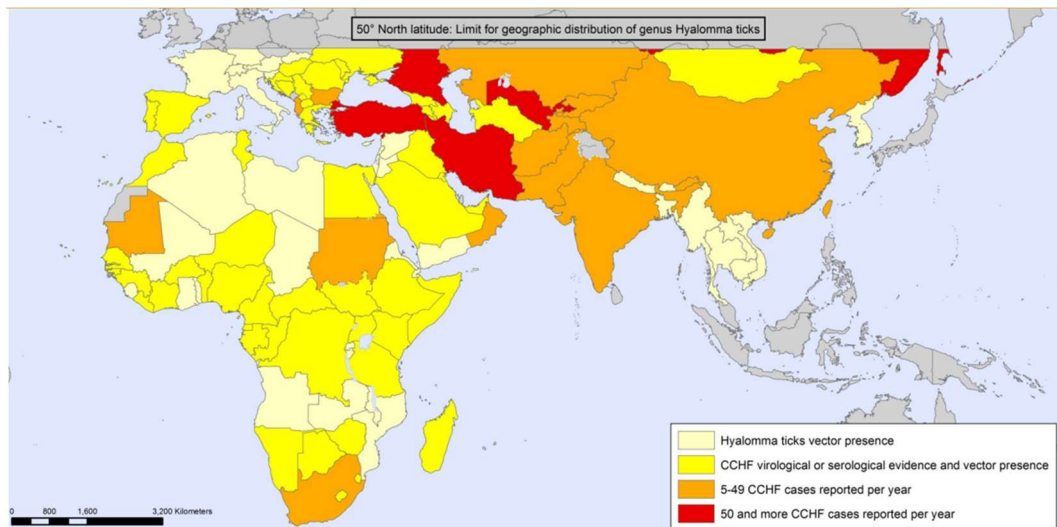 50° North latitude: Limit for geographic distribution of genus Hyalomma ticks
Hyalomma ticks vector presence
CCHF virological or serological evidence and vector presence
5-49 CCHF cases reported per year
50 and more CCHF cases reported per year
0 800 1,600 3,200 Kilometers